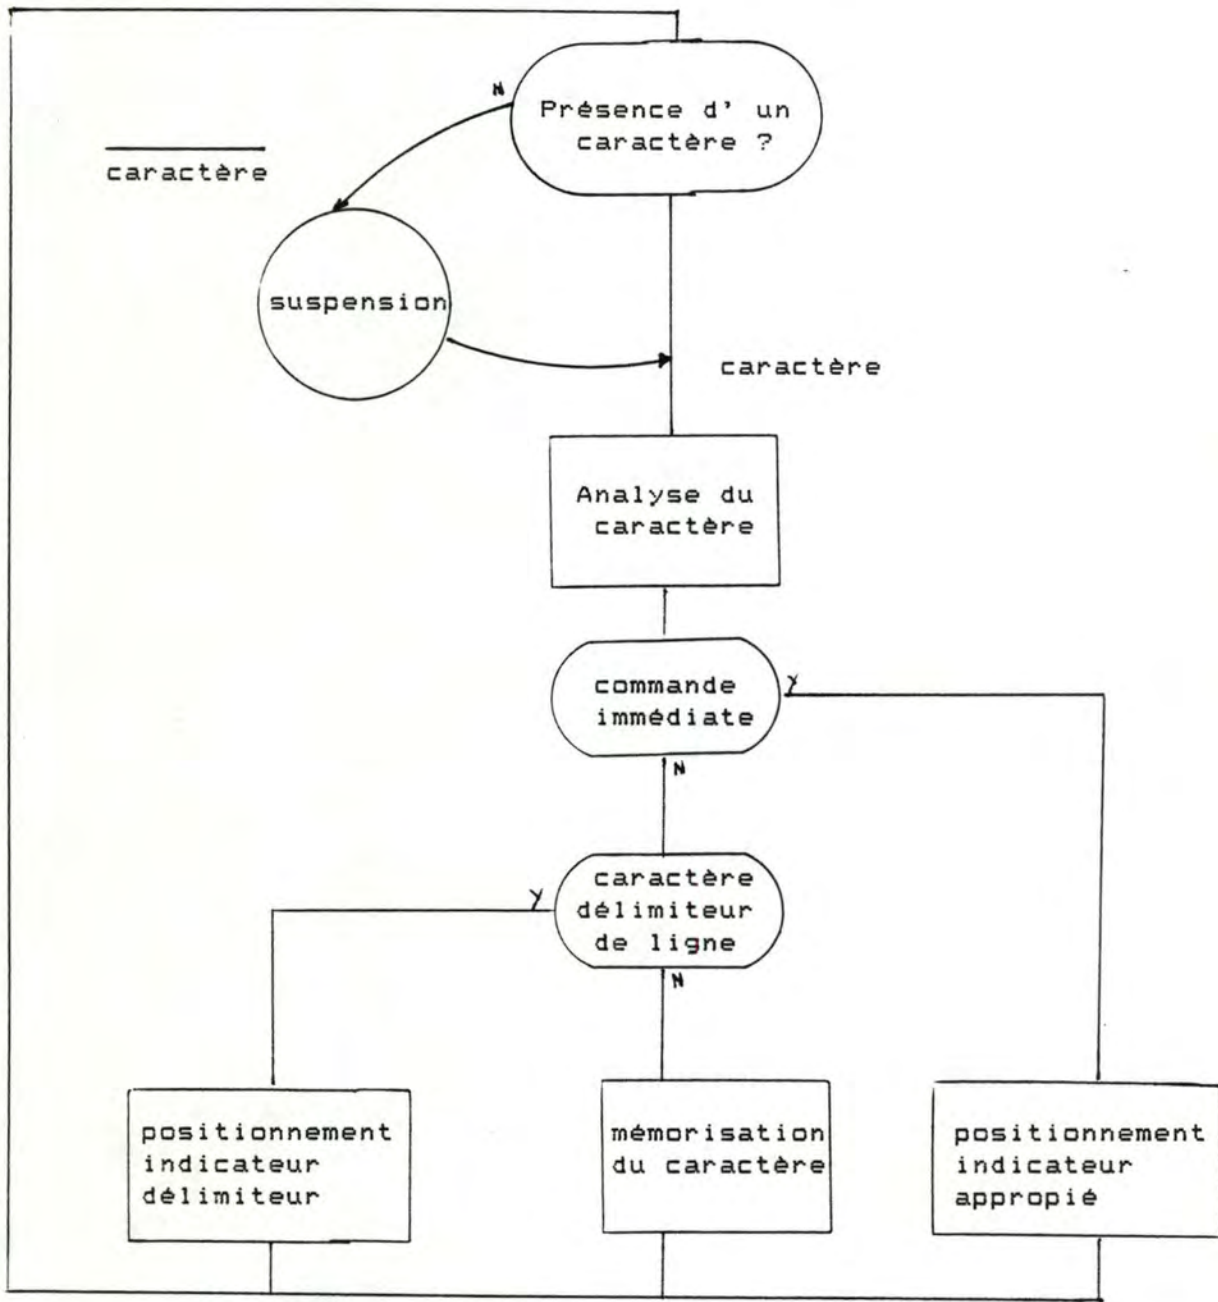 N
Présence d' un
caractère ?
caractère
suspension
caractère
Analyse du
caractère
commande
immédiate
Y
N
caractère
délimiteur
de ligne
Y
N
positionnement
indicateur
délimiteur
mémorisation
du caractère
positionnement
indicateur
appropié